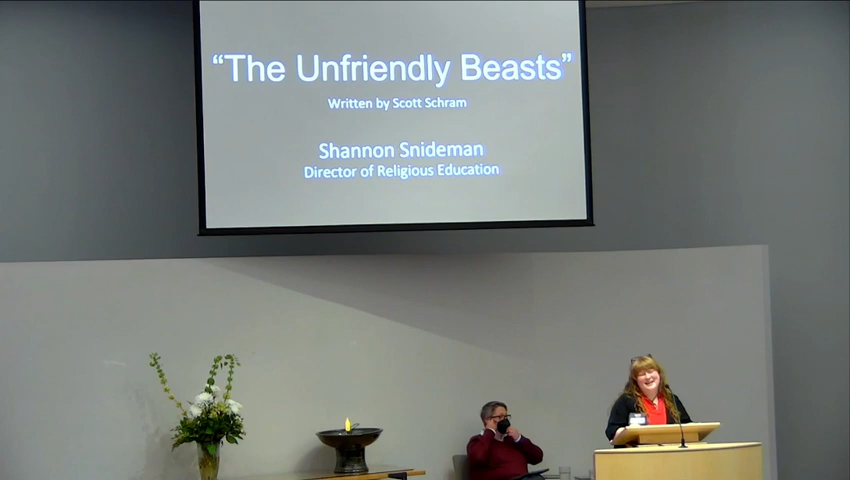 “The Unfriendly Beasts”
Written by Scott Schram
Shannon Snideman
Director of Religious Education